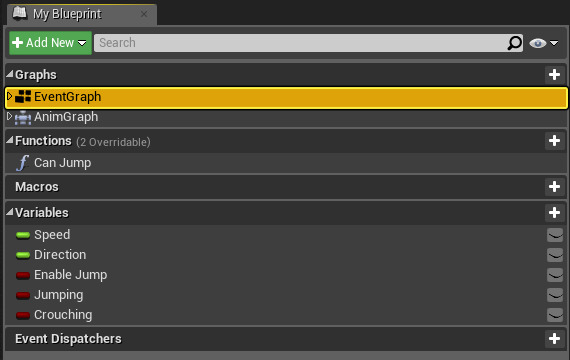 My Blueprint
Add New Search
Graphs
EventGraph
AnimGraph
Functions (2 Overridable)
Can Jump
Macros
Variables
Speed
Direction
Enable Jump
Jumping
Crouching
Event Dispatchers